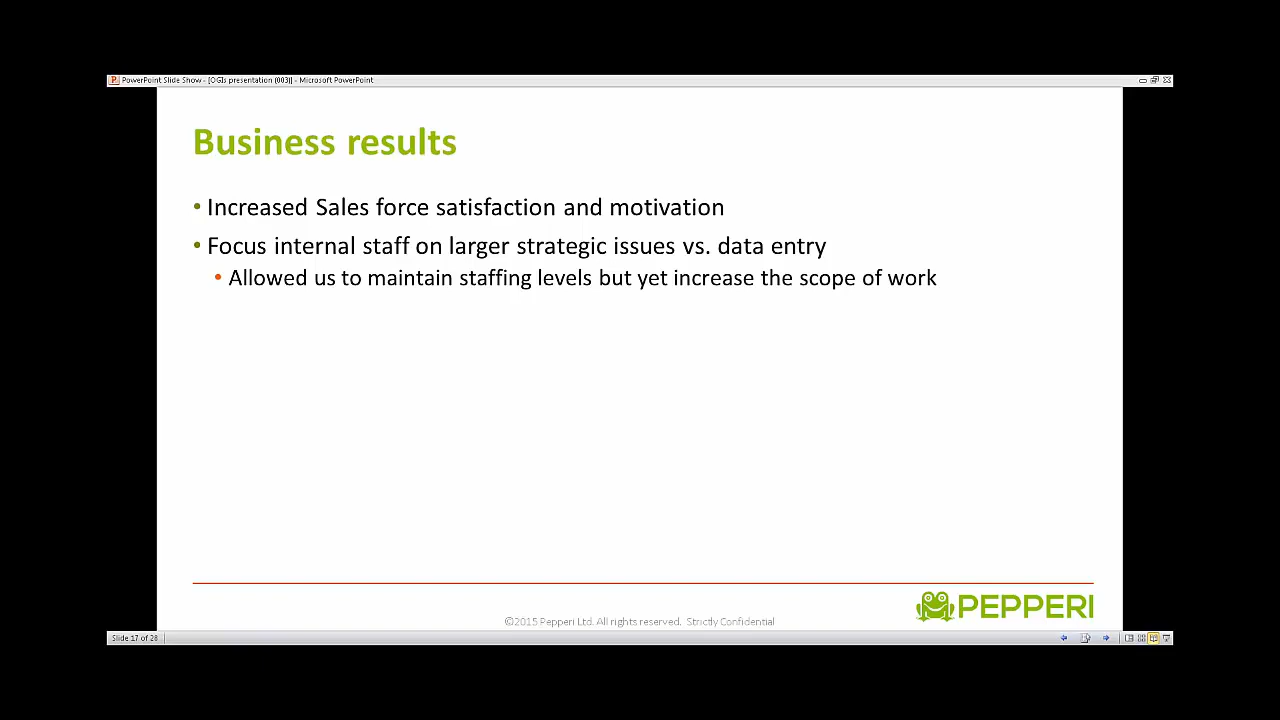 PowerPoint Slide Show - [OGIs presentation (003)] - Microsoft PowerPoint
Business results
• Increased Sales force satisfaction and motivation
• Focus internal staff on larger strategic issues vs. data entry
• Allowed us to maintain staffing levels but yet increase the scope of work
PEPPERI
©2015 Pepperi Ltd. All rights reserved. Strictly Confidential
Slide 17 of 28